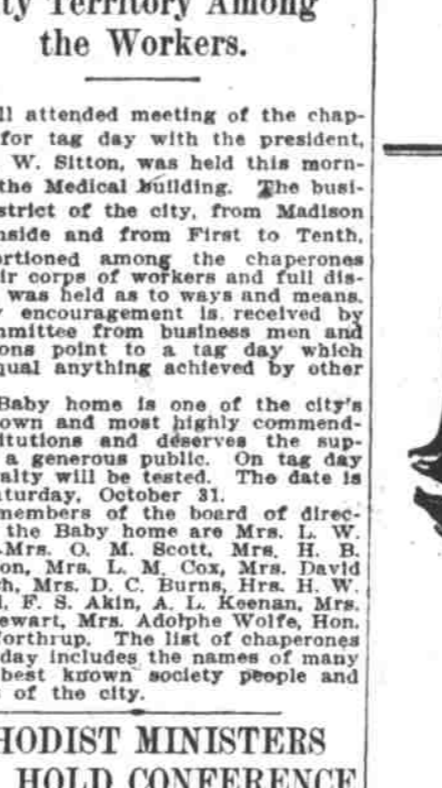 ty Territory Among
the Workers.
ll attended meeting of the chap-
for tag day with the president,
W. Sitton, was held this morn-
the Medical building. The busi-
strict of the city, from Madison
nside and from First to Tenth,
ortioned among the chaperones
ir corps of workers and full dis-
was held as to ways and means.
encouragement is received by
mmittee from business men and
ons point to a tag day which
qual anything achieved by other
Baby home is one of the city's
own and most highly commend-
titutions and deserves the sup-
a generous public. On tag day
alty will be tested. The date is
turday, October 31.
members of the board of direc-
the Baby home are Mrs. L. W.
Mrs. O. M. Scott, Mrs. H. B.
on, Mrs. L. M. Cox, Mrs. David
h, Mrs. D. C. Burns, Hrs. H. W.
F. S. Akin, A. L. Keenan, Mrs.
ewart, Mrs. Adolphe Wolfe, Hon.
orthrup. The list of chaperones
day includes the names of many
best known society people and
of the city.
HODIST MINISTERS
HOLD CONFERENCE